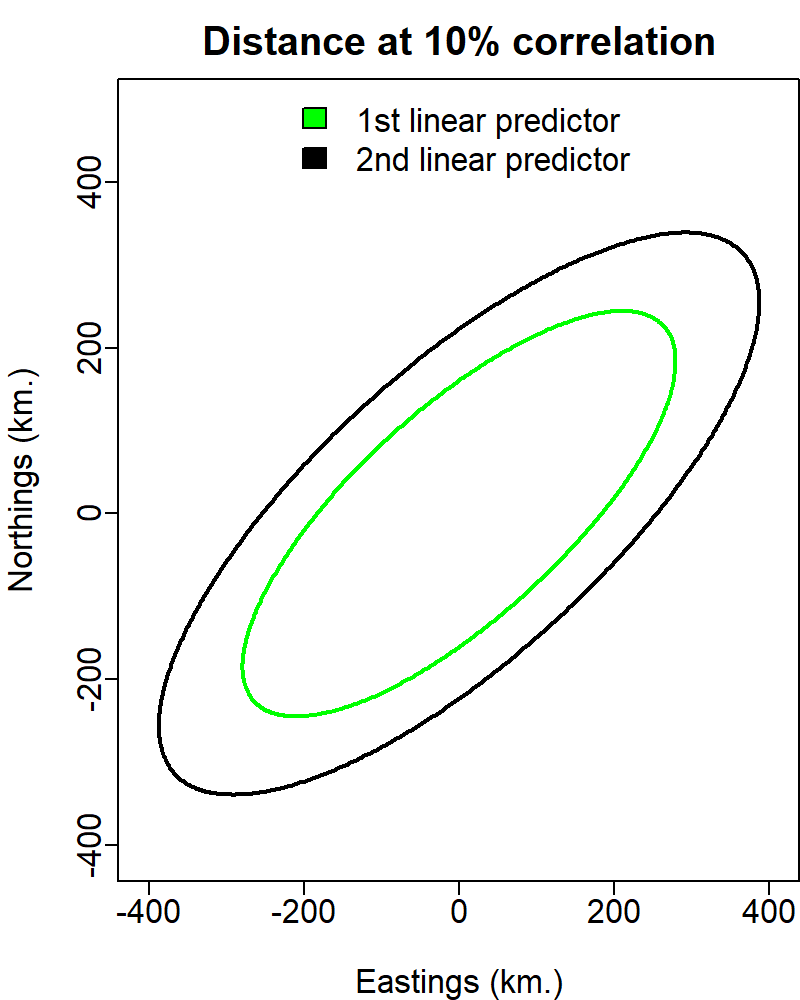 Distance at 10% correlation
1st linear predictor
2nd linear predictor
Northings (km.)
400
200
0
-200
-400
-400
-200
0
200
400
Eastings (km.)